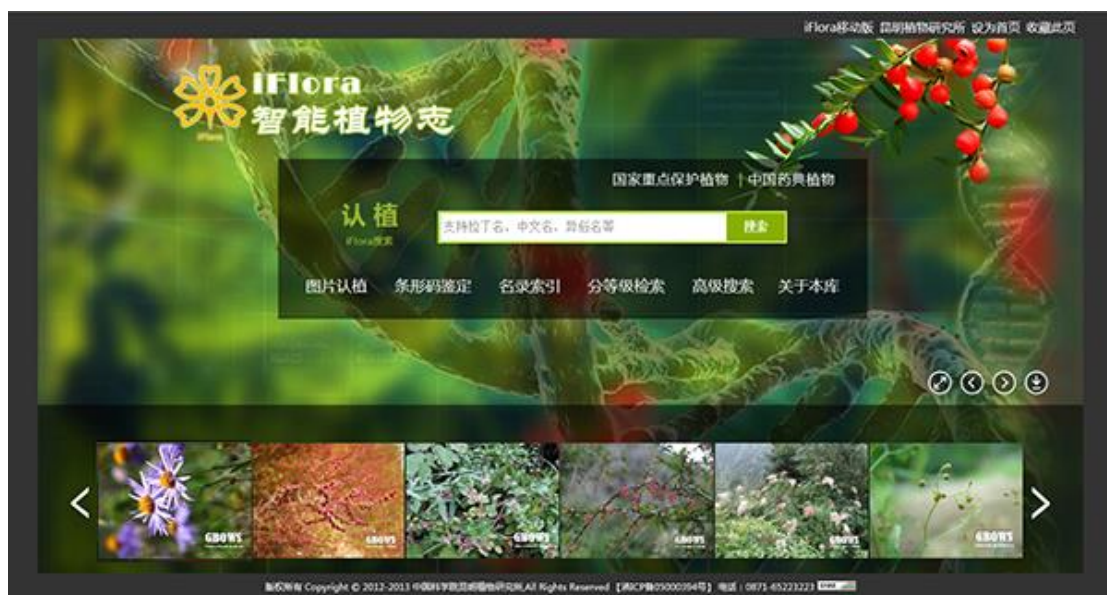 iFlora移动版 昆明植物研究所 设为首页 收藏此页
iFlora
智能植物志
iFlora
国家重点保护植物 | 中国药典植物
认植
iFlora搜索
支持拉丁名、中文名、异俗名等
搜索
图片认植 条形码鉴定 名录索引 分等级检索 高级搜索 关于本库
GBOWS
GBOWS
GBOWS
GBOWS
GBOWS
GBOWS
版权所有 Copyright © 2012-2013 中国科学院昆明植物研究所,All Rights Reserved 【滇ICP备05000394号】 电话:0871-65223223